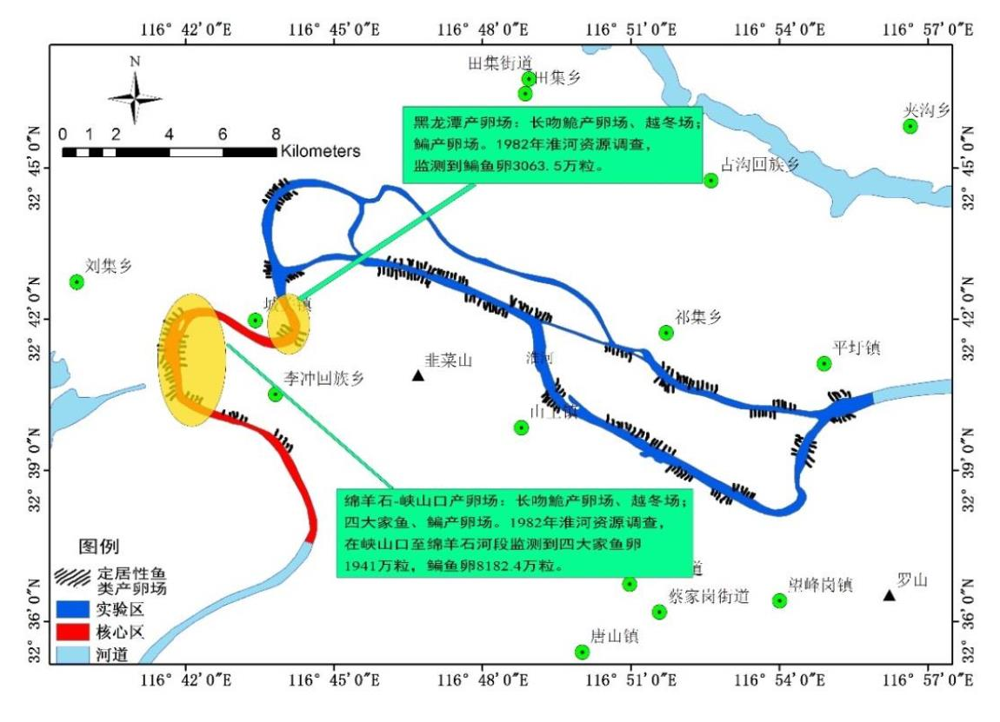 116° 42′ 0″E
116° 45′ 0″E
116° 48′ 0″E
116° 51′ 0″E
116° 54′ 0″E
116° 57′ 0″E
N
0 1 2 4 6 8
Kilometers
田集街道
田集乡
夹沟乡
黑龙潭产卵场：长吻鮠产卵场、越冬场；
鳊产卵场。1982年淮河资源调查，
监测到鳊鱼卵3063.5万粒。
古沟回族乡
32° 45′ 0″N
32° 45′ 0″N
刘集乡
镇
祁集乡
32° 42′ 0″N
32° 42′ 0″N
韭菜山
淮河
平圩镇
李冲回族乡
山王镇
32° 39′ 0″N
32° 39′ 0″N
绵羊石-峡山口产卵场：长吻鮠产卵场、越冬场；
四大家鱼、鳊产卵场。1982年淮河资源调查，
在峡山口至绵羊石河段监测到四大家鱼卵
1941万粒，鳊鱼卵8182.4万粒。
道
蔡家岗街道
望峰岗镇
罗山
唐山镇
32° 36′ 0″N
32° 36′ 0″N
图例
定居性鱼
类产卵场
实验区
核心区
河道
116° 42′ 0″E
116° 45′ 0″E
116° 48′ 0″E
116° 51′ 0″E
116° 54′ 0″E
116° 57′ 0″E